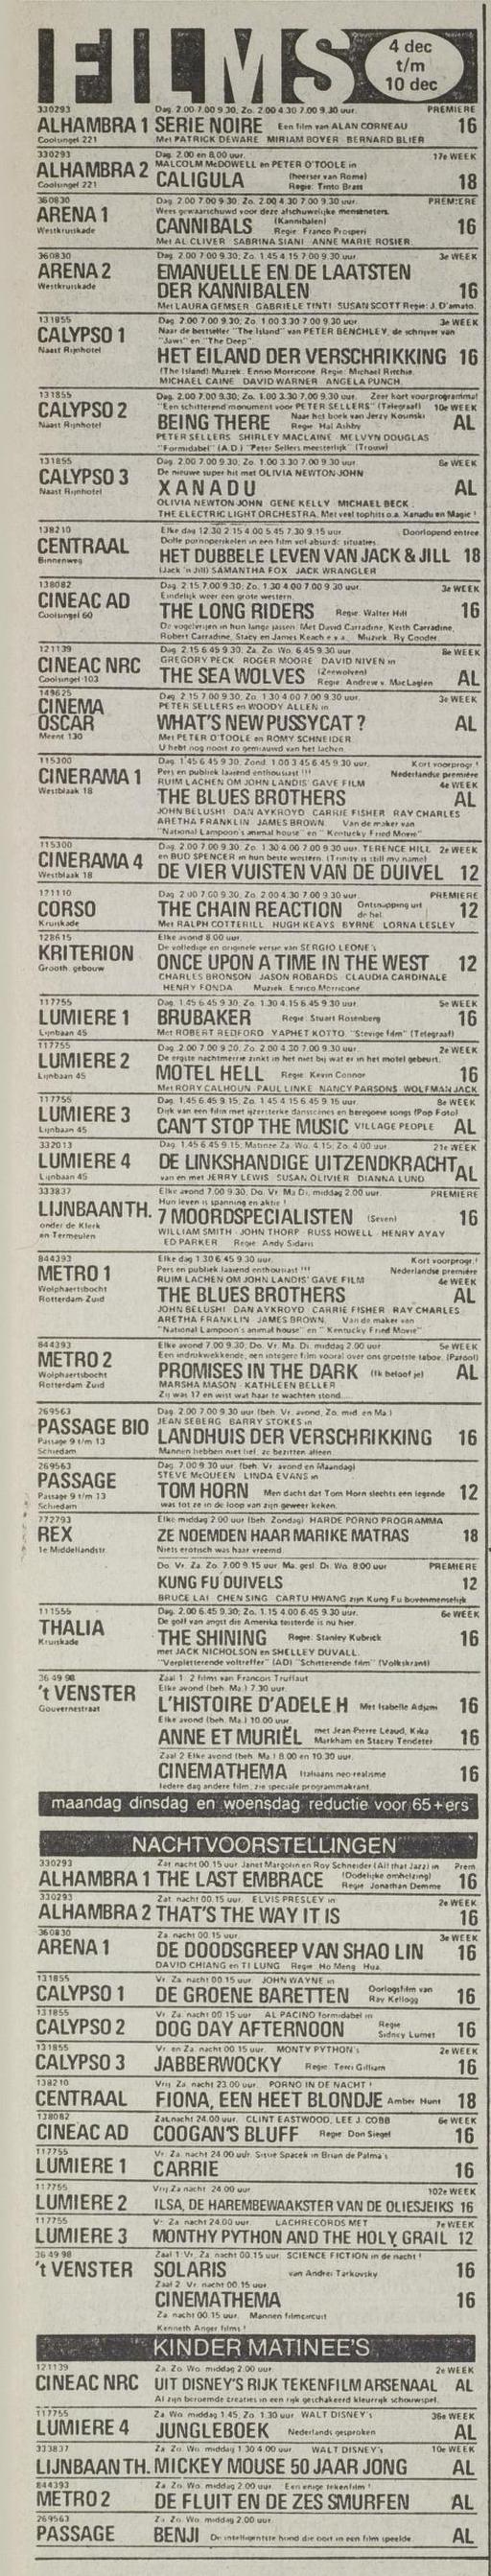 FILMS
4 dec
t/m
10 dec
330293 Dag. 2.00 7.00 9.30, Zo. 2.00 4.30 7.00 9.30 uur. PREMIERE
ALHAMBRA 1 SERIE NOIRE Een film van ALAN CORNEAU 16
Coolsingel 221 Met PATRICK DEWARE MIRIAM BOYER BERNARD BLIER
330293 Dag. 2.00 en 8.00 uur. 17e WEEK
MALCOLM McDOWELL en PETER O'TOOLE in
ALHAMBRA 2 CALIGULA (heerser van Rome) 18
Coolsingel 221 Regie: Tinto Brass
360830 Dag. 2.00 7.00 9.30; Zo. 2.00 4.30 7.00 9.30 uur. PREMIERE
Wees gewaarschuwd voor deze afschuwelijke menseneters.
ARENA 1 CANNIBALS (Kannibalen) 16
Westkruiskade Regie: Franco Prosperi
Met AL CLIVER SABRINA SIANI ANNE MARIE ROSIER
360830 Dag. 2.00 7.00 9.30; Zo. 1.45 4.15 7.00 9.30 uur. 3e WEEK
ARENA 2 EMANUELLE EN DE LAATSTEN
Westkruiskade DER KANNIBALEN 16
Met LAURA GEMSER GABRIELE TINTI SUSAN SCOTT Regie: J. D'amato.
131855 Dag. 2.00 7.00 9.30; Zo. 1.00 3.30 7.00 9.30 uur 3e WEEK
Naar de bestseller "The Island" van PETER BENCHLEY, de schrijver van
CALYPSO 1 "Jaws" en "The Deep"
Naast Rijnhotel HET EILAND DER VERSCHRIKKING 16
(The Island) Muziek: Ennio Morricone. Regie: Michael Ritchie.
MICHAEL CAINE DAVID WARNER ANGELA PUNCH.
131855 Dag. 2.00 7.00 9.30; Zo. 1.00 3.30 7.00 9.30 uur. Zeer kort voorprogramma!
"Een schitterend monument voor PETER SELLERS" (Telegraaf) 10e WEEK
CALYPSO 2 BEING THERE Naar het boek van Jerzy Kosinski AL
Naast Rijnhotel Regie: Hal Ashby
PETER SELLERS SHIRLEY MACLAINE MELVYN DOUGLAS
"Formidabel" (A.D.) "Peter Sellers meesterlijk" (Trouw)
131855 Dag. 2.00 7.00 9.30, Zo. 1.00 3.30 7.00 9.30 uur. 6e WEEK
De nieuwe super hit met OLIVIA NEWTON-JOHN
CALYPSO 3 XANADU AL
Naast Rijnhotel OLIVIA NEWTON JOHN GENE KELLY MICHAEL BECK
THE ELECTRIC LIGHT ORCHESTRA. Met veel tophits o.a. Xanadu en Magic!
138210 Elke dag 12.30 2.15 4.00 5.45 7.30 9.15 uur Doorlopend entree
Dolle pornoperikelen in een film vol absurd. situaties.
CENTRAAL HET DUBBELE LEVEN VAN JACK & JILL 18
Binnenweg (Jack 'n Jill) SAMANTHA FOX JACK WRANGLER
138082 Dag. 2.15 7.00 9.30; Zo. 1.30 4.00 7.00 9.30 uur. 3e WEEK
Eindelijk weer een grote western.
CINEAC AD THE LONG RIDERS Regie: Walter Hill 16
Coolsingel 60 De vogelvrijen in hun lange jassen. Met David Carradine, Keith Carradine,
Robert Carradine, Stacy en James Keach e.v.a. Muziek: Ry Cooder.
121139 Dag. 2.15 6.45 9.30, Za. Zo. Wo. 6.45 9.30 uur 8e WEEK
GREGORY PECK ROGER MOORE DAVID NIVEN in
CINEAC NRC THE SEA WOLVES (Zeewolven) AL
Coolsingel 103 Regie: Andrew v. MacLaglen
149625 Dag. 2.15 7.00 9.30, Zo. 1.30 4.00 7.00 9.30 uur. 3e WEEK
CINEMA PETER SELLERS en WOODY ALLEN in
OSCAR WHAT'S NEW PUSSYCAT? AL
Meent 130 Met PETER O'TOOLE en ROMY SCHNEIDER
U hebt nog nooit zo gemiauwd van het lachen.
115300 Dag. 1.45 6.45 9.30, Zond. 1.00 3.45 6.45 9.30 uur. Kort voorprogr.!
Pers en publiek laaiend enthousiast !!! Nederlandse première
CINERAMA 1 RUIM LACHEN OM JOHN LANDIS' GAVE FILM 4e WEEK
Westblaak 18 THE BLUES BROTHERS AL
JOHN BELUSHI DAN AYKROYD CARRIE FISHER RAY CHARLES
ARETHA FRANKLIN JAMES BROWN. Van de maker van
"National Lampoon's animal house" en "Kentucky Fried Movie"
115300 Dag. 2.00 7.00 9.30, Zo. 1.30 4.00 7.00 9.30 uur. TERENCE HILL 2e WEEK
CINERAMA 4 en BUD SPENCER in hun beste western. (Trinity is still my name)
Westblaak 18 DE VIER VUISTEN VAN DE DUIVEL 12
171110 Dag. 2.00 7.00 9.30, Zo. 2.00 4.30 7.00 9.30 uur PREMIERE
CORSO THE CHAIN REACTION Ontsnapping uit de hel. 12
Kruiskade Met RALPH COTTERILL HUGH KEAYS BYRNE LORNA LESLEY
128615 Elke avond 8.00 uur.
De volledige en originele versie van SERGIO LEONE's
KRITERION ONCE UPON A TIME IN THE WEST 12
Grooth. gebouw CHARLES BRONSON JASON ROBARDS CLAUDIA CARDINALE
HENRY FONDA Muziek: Enrico Morricone
117755 Dag. 1.45 6.45 9.30, Zo. 1.30 4.15 6.45 9.30 uur 5e WEEK
LUMIERE 1 BRUBAKER Regie: Stuart Rosenberg 16
Lijnbaan 45 Met ROBERT REDFORD YAPHET KOTTO "Stevige film" (Telegraaf)
117755 Dag. 2.00 7.00 9.30, Zo. 2.00 4.30 7.00 9.30 uur. 2e WEEK
De ergste nachtmerrie zinkt in het niet bij wat er in het motel gebeurt.
LUMIERE 2 MOTEL HELL Regie: Kevin Connor 16
Lijnbaan 45 Met RORY CALHOUN PAUL LINKE NANCY PARSONS WOLFMAN JACK
117755 Dag. 1.45 6.45 9.15, Zo. 1.45 4.15 6.45 9.15 uur. 8e WEEK
Dijk van een film met ijzersterke dansscènes en beregoeie songs (Pop Foto)
LUMIERE 3 CAN'T STOP THE MUSIC VILLAGE PEOPLE AL
Lijnbaan 45
332013 Dag. 1.45 6.45 9.15, Matinee Za. Wo. 4.15, Zo. 4.00 uur. 21e WEEK
LUMIERE 4 DE LINKSHANDIGE UITZENDKRACHT AL
Lijnbaan 45 van en met JERRY LEWIS SUSAN OLIVIER DIANNA LUND
333837 Elke avond 7.00 9.30, Do. Vr. Ma. Di. middag 2.00 uur. PREMIERE
Hun leven is spanning en aktie!
LIJNBAAN TH. 7 MOORDSPECIALISTEN (Seven) 16
onder de Klerk WILLIAM SMITH JOHN THORP RUSS HOWELL HENRY AYAY
en Termeulen ED PARKER Regie: Andy Sidaris
844393 Elke dag 1.30 6.45 9.30 uur. Kort voorprogr.!
Pers en publiek laaiend enthousiast !!! Nederlandse première
METRO 1 RUIM LACHEN OM JOHN LANDIS' GAVE FILM 4e WEEK
Wolphaertsbocht THE BLUES BROTHERS AL
Rotterdam Zuid JOHN BELUSHI DAN AYKROYD CARRIE FISHER RAY CHARLES
ARETHA FRANKLIN JAMES BROWN. Van de maker van
"National Lampoon's animal house" en "Kentucky Fried Movie"
844393 Elke avond 7.00 9.30, Do. Vr. Ma. Di. middag 2.00 uur 5e WEEK
Een indrukwekkende, een integere film vooral over ons grootste taboe. (Parool)
METRO 2 PROMISES IN THE DARK (Ik beloof je) AL
Wolphaertsbocht MARSHA MASON KATHLEEN BELLER
Rotterdam Zuid Zij was 17 en wist wat haar te wachten stond....
269563 Dag. 2.00 7.00 9.30 uur (beh. Vr. avond, Zo. mid. en Ma.)
PASSAGE BIO JEAN SEBERG BARRY STOKES in
Passage 9 t/m 13 LANDHUIS DER VERSCHRIKKING 16
Schiedam Mannen hebben niet lief, ze bezitten alleen.
269563 Dag. 7.00 9.30 uur (beh. Vr. avond en Maandag)
PASSAGE STEVE McQUEEN LINDA EVANS in
Passage 9 t/m 13 TOM HORN Men dacht dat Tom Horn slechts een legende 12
Schiedam was tot ze in de loop van zijn geweer keken.
772793 Elke middag 2.00 uur (beh. Zondag) HARDE PORNO PROGRAMMA
REX ZE NOEMDEN HAAR MARIKE MATRAS 18
1e Middellandstr. Niets erotisch was haar vreemd.
Do. Vr. Za. Zo. 7.00 9.15 uur. Ma. gesl. Di. Wo. 8.00 uur PREMIERE
KUNG FU DUIVELS 12
BRUCE LAI CHEN SING CARTU HWANG zijn Kung Fu bovenmenselijk
111555 Dag. 2.00 6.45 9.30; Zo. 1.15 4.00 6.45 9.30 uur. 6e WEEK
De golf van angst die Amerika teisterde is nu hier.
THALIA THE SHINING Regie: Stanley Kubrick 16
Kruiskade met JACK NICHOLSON en SHELLEY DUVALL.
"Verpletterende voltreffer" (AD) "Schitterende film" (Volkskrant)
36 49 98 Zaal 1: 2 films van Francois Truffaut
't VENSTER Elke avond (beh. Ma.) 7.30 uur.
Gouvernestraat L'HISTOIRE D'ADELE H Met Isabelle Adjani 16
Elke avond (beh. Ma.) 10.00 uur.
ANNE ET MURIËL met Jean-Pierre Leaud, Kika Markham en Stacey Tendeter 16
Zaal 2 Elke avond (beh. Ma.) 8.00 en 10.30 uur.
CINEMATHEMA Italiaans neo-realisme 16
Iedere dag andere film; zie speciale programmakrant.
maandag dinsdag en woensdag reductie voor 65+ers
NACHTVOORSTELLINGEN
330293 Zat. nacht 00.15 uur. Janet Margolin en Roy Schneider (All that Jazz) in Prem.
ALHAMBRA 1 THE LAST EMBRACE (Dodelijke omhelzing) Regie: Jonathan Demme 16
330293 Zat. nacht 00.15 uur. ELVIS PRESLEY in 2e WEEK
ALHAMBRA 2 THAT'S THE WAY IT IS 16
360830 Za. nacht 00.15 uur. 3e WEEK
ARENA 1 DE DOODSGREEP VAN SHAO LIN 16
DAVID CHIANG en TI LUNG Regie: Ho Meng Hua.
131855 Vr. Za. nacht 00.15 uur JOHN WAYNE in
CALYPSO 1 DE GROENE BARETTEN Oorlogsfilm van Ray Kellogg 16
131855 Vr. Za. nacht 00.15 uur AL PACINO formidabel in
CALYPSO 2 DOG DAY AFTERNOON Regie Sidney Lumet 16
131855 Vr. en Za. nacht 00.15 uur. MONTY PYTHON's 2e WEEK
CALYPSO 3 JABBERWOCKY Regie: Terri Gilliam 16
138210 Vrij. Za. nacht 23.00 uur. PORNO IN DE NACHT!
CENTRAAL FIONA, EEN HEET BLONDJE Amber Hunt 18
138082 Zat. nacht 24.00 uur. CLINT EASTWOOD, LEE J. COBB 6e WEEK
CINEAC AD COOGAN'S BLUFF Regie: Don Siegel 16
117755 Vr. Za. nacht 24.00 uur. Sissie Spacek in Brian de Palma's
LUMIERE 1 CARRIE 16
117755 Vrij. Za. nacht 24.00 uur 102e WEEK
LUMIERE 2 ILSA, DE HAREMBEWAAKSTER VAN DE OLIESJEIKS 16
117755 Vr. Za. nacht 24.00 uur. LACHRECORDS MET 7e WEEK
LUMIERE 3 MONTHY PYTHON AND THE HOLY GRAIL 12
36 49 98 Zaal 1: Vr. Za. nacht 00.15 uur. SCIENCE FICTION in de nacht!
't VENSTER SOLARIS van Andrei Tarkovsky 16
Zaal 2: Vr. nacht 00.15 uur
CINEMATHEMA 16
Za. nacht 00.15 uur. Mannen filmcircuit
Kenneth Anger films!
KINDER MATINEE'S
121139 Za. Zo. Wo. middag 2.00 uur. 2e WEEK
CINEAC NRC UIT DISNEY'S RIJK TEKENFILMARSENAAL AL
Al zijn beroemde creaties in een rijk geschakeerd kleurrijk schouwspel.
117755 Za. Wo. middag 1.45, Zo. 1.30 uur. WALT DISNEY's 36e WEEK
LUMIERE 4 JUNGLEBOEK Nederlands gesproken AL
333837 Za. Zo. Wo. middag 1.30 4.00 uur WALT DISNEY's 10e WEEK
LIJNBAAN TH. MICKEY MOUSE 50 JAAR JONG AL
844393 Za. Zo. Wo. middag 2.00 uur. Een enige tekenfilm!
METRO 2 DE FLUIT EN DE ZES SMURFEN AL
269563 Za. Zo. Wo. middag 2.00 uur.
PASSAGE BENJI De intelligentste hond die ooit in een film speelde. AL